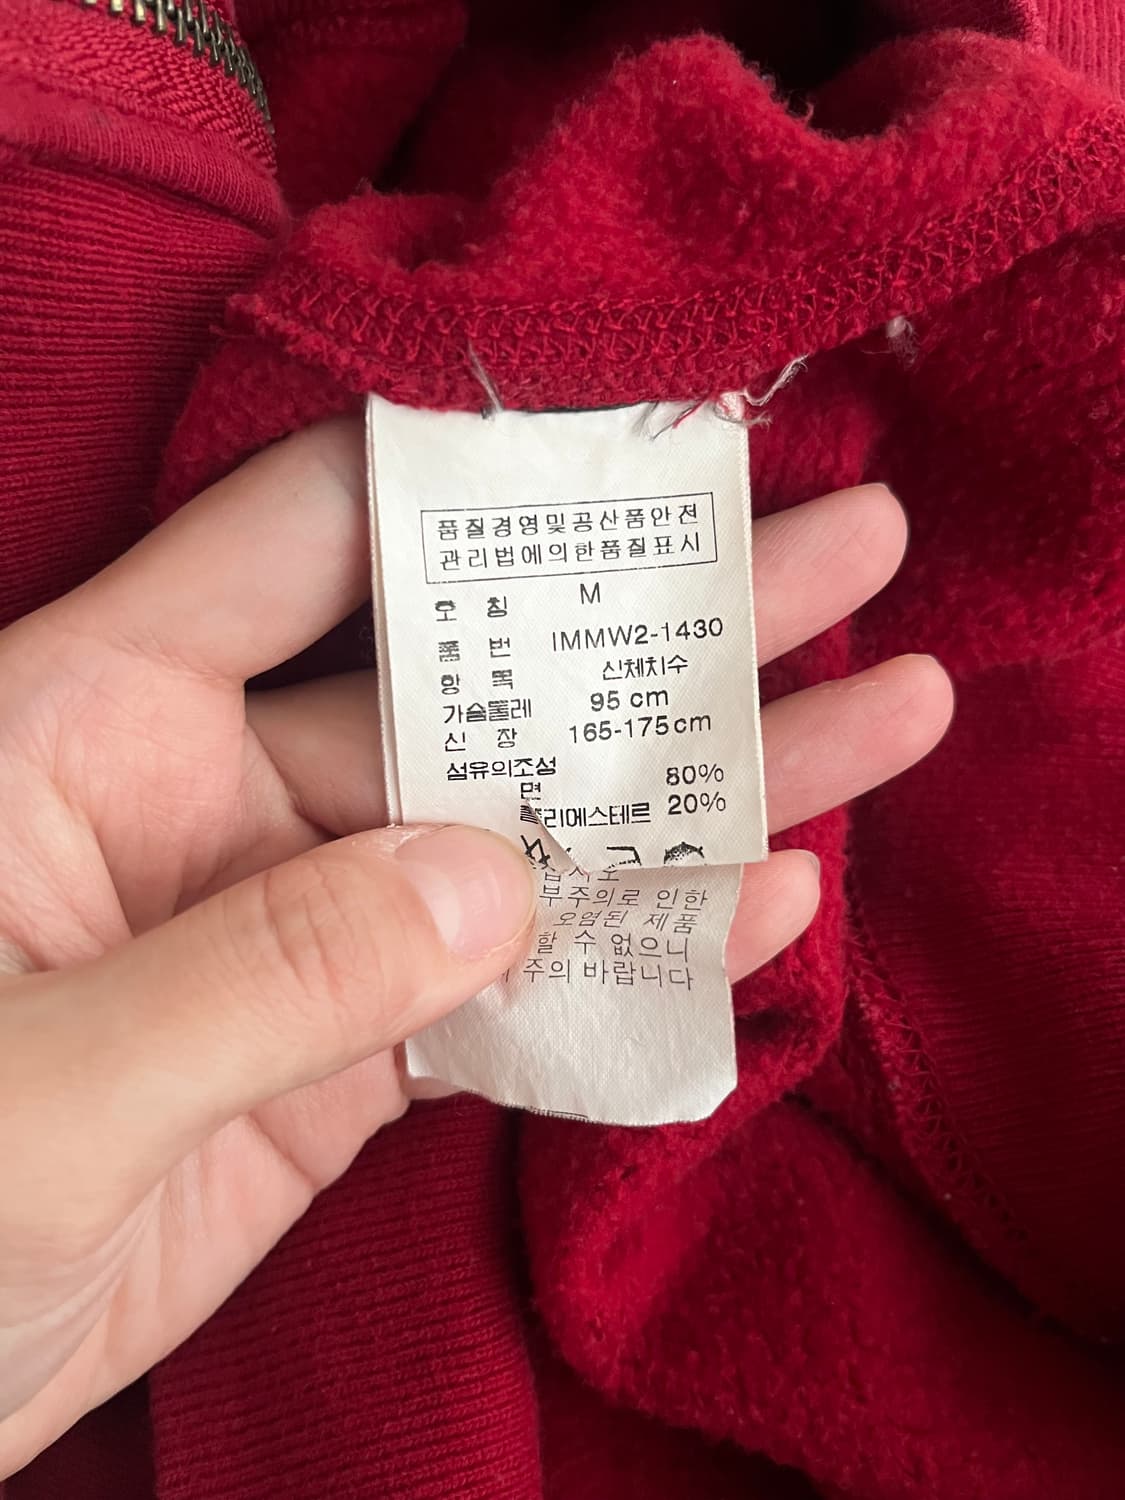 품질경영및공산품안전
관리법에의한품질표시
호 칭 M
품 번 IMMW2-1430
항 목 신체치수
가슴둘레 95 cm
신 장 165-175cm
섬유의조성
면 80%
폴리에스테르 20%
십시오
부주의로 인한
오염된 제품
할 수 없으니
주의 바랍니다